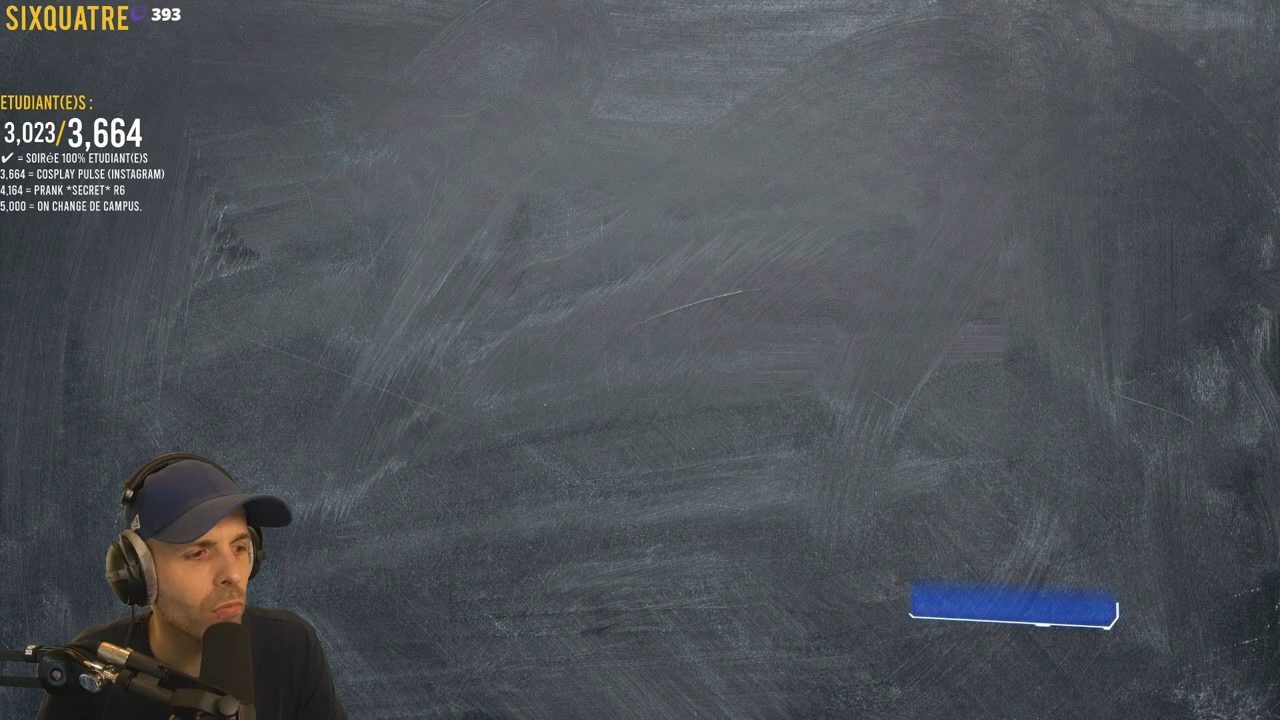 SIXQUATRE 393
ETUDIANT(E)S :
3,023/3,664
✔ = SOIRéE 100% ETUDIANT(E)S
3,664 = COSPLAY PULSE (INSTAGRAM)
4,164 = PRANK *SECRET* R6
5,000 = ON CHANGE DE CAMPUS.